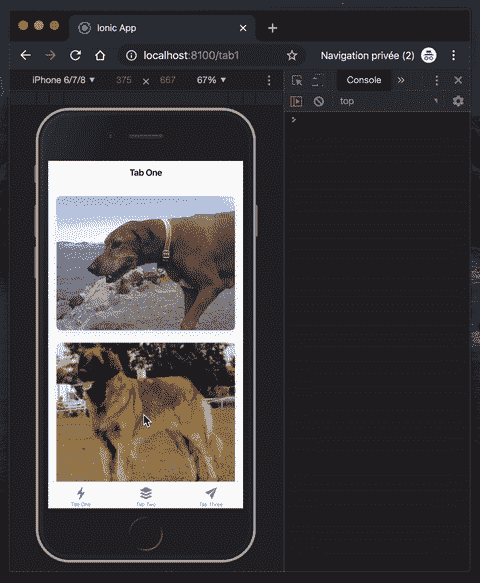 Ionic App
localhost:8100/tab1
Navigation privée (2)
iPhone 6/7/8 ▼ 375 × 667 67% ▼
Console »
top
>
Tab One
Tab One Tab Two Tab Three